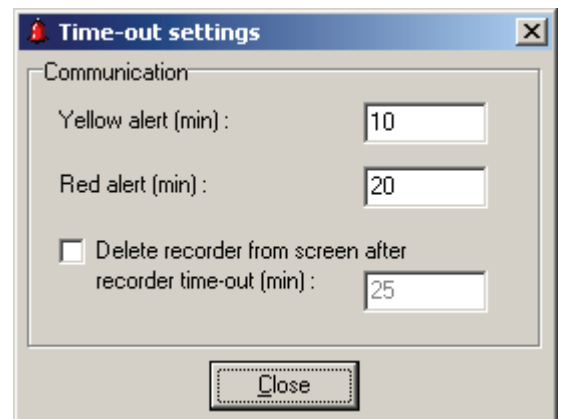 Time-out settings
Communication
Yellow alert (min) : 10
Red alert (min) : 20
Delete recorder from screen after
recorder time-out (min) : 25
Close